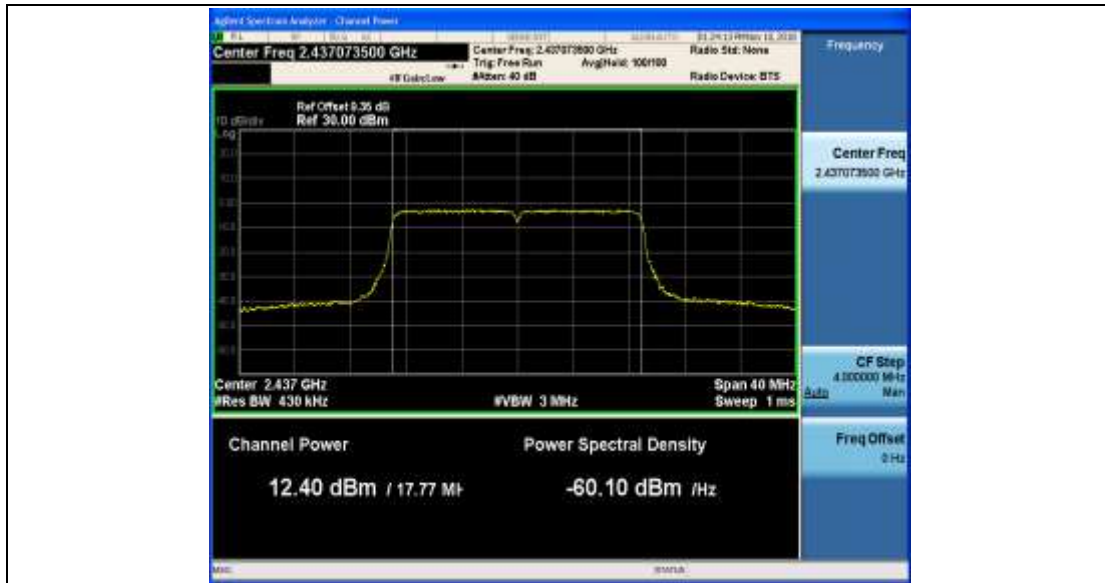 Agilent Spectrum Analyzer - Channel Power
Center Freq 2.437073500 GHz
Center Freq: 2.437073500 GHz
Radio Std: None
Trig: Free Run
Avg|Hold: 100/100
#IFGain:Low
#Atten: 40 dB
Radio Device: BTS
Ref Offset 9.35 dB
10 dB/div
Ref 30.00 dBm
Log
Center 2.437 GHz
Span 40 MHz
#Res BW 430 kHz
#VBW 3 MHz
Sweep 1 ms
Channel Power
Power Spectral Density
12.40 dBm / 17.77 MH
-60.10 dBm /Hz
Frequency
Center Freq
2.437073500 GHz
CF Step
4.000000 MHz
Auto
Man
Freq Offset
0 Hz
MSG
STATUS